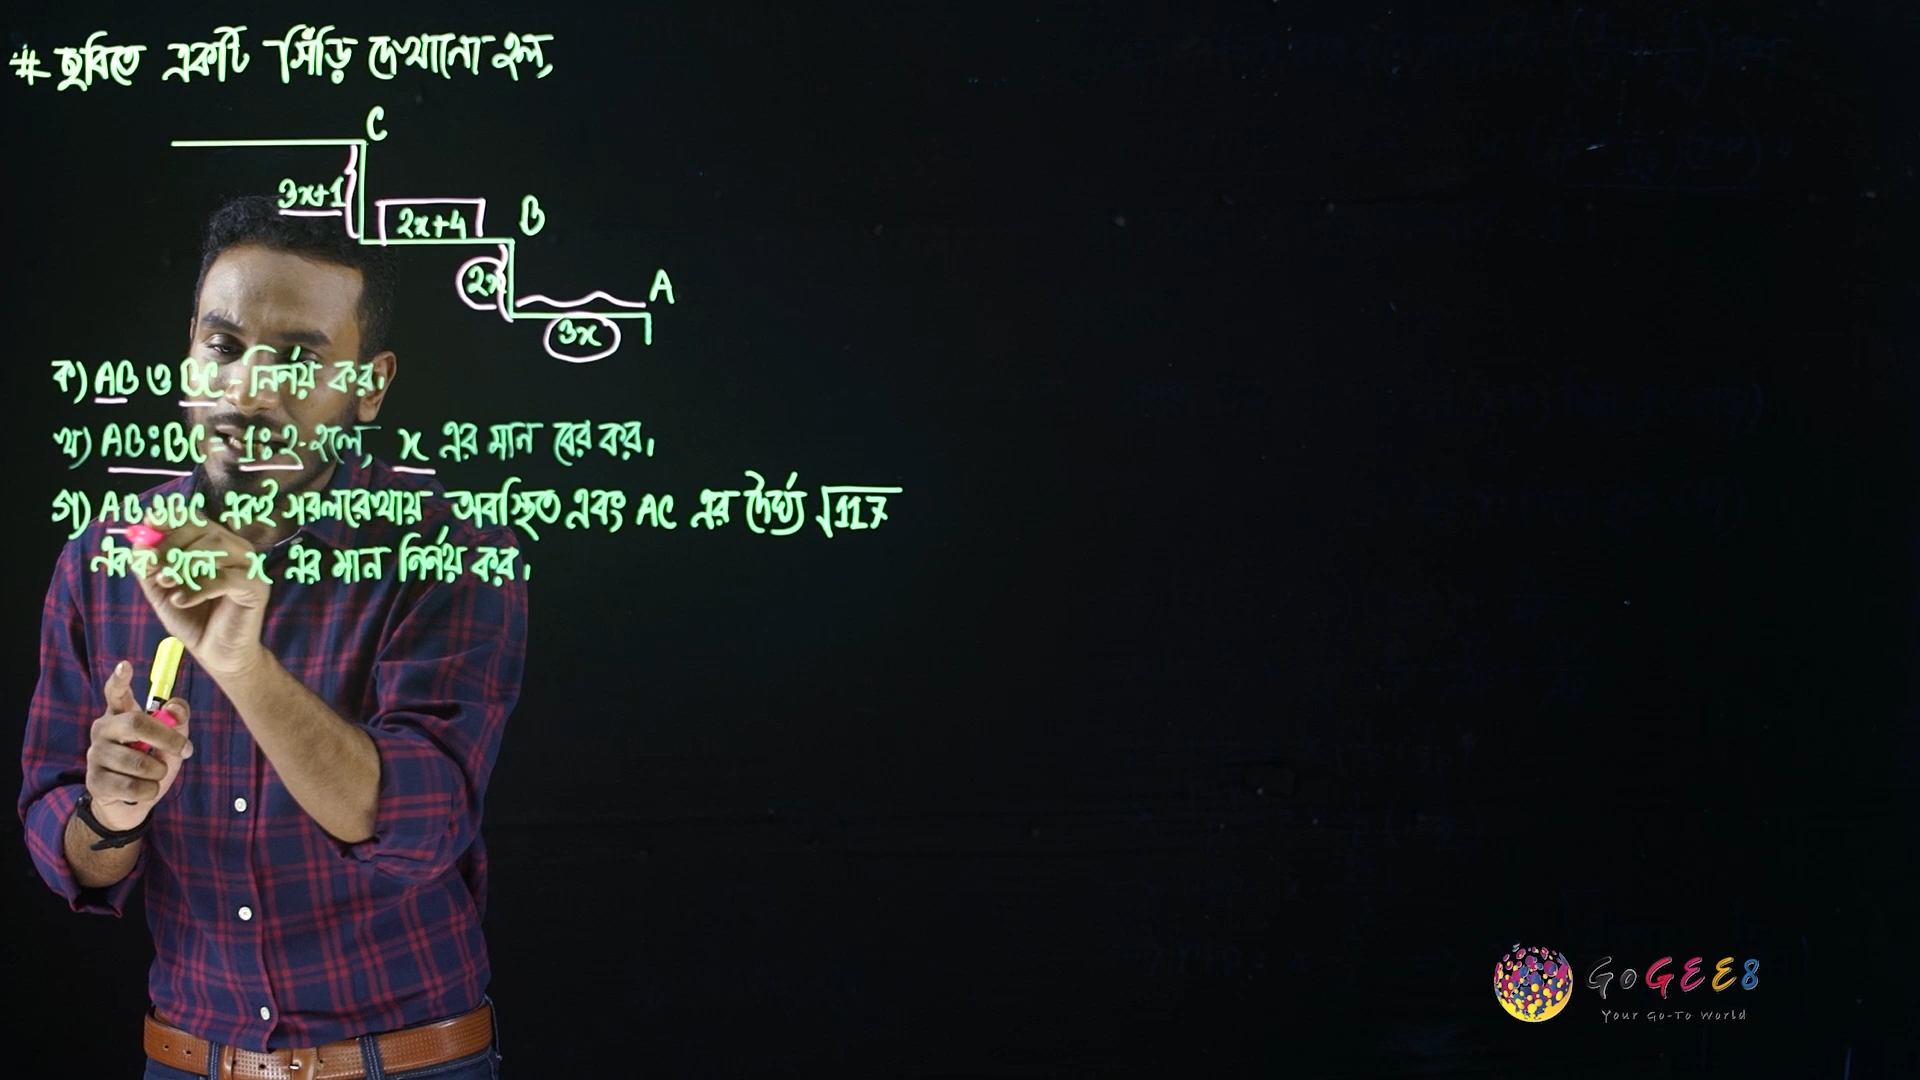 # ছবিতে একটি সিঁড়ি দেখানো হল,
C
3x+1
2x+4
B
2x
A
3x
ক) AB ও BC নির্ণয় কর।
খ) AB:BC = 1:2 হলে, x এর মান বের কর।
গ) AB ও BC একই সরলরেখায় অবস্থিত এবং AC এর দৈর্ঘ্য √117
একক হলে x এর মান নির্ণয় কর।
GoGEE8
Your Go-To World